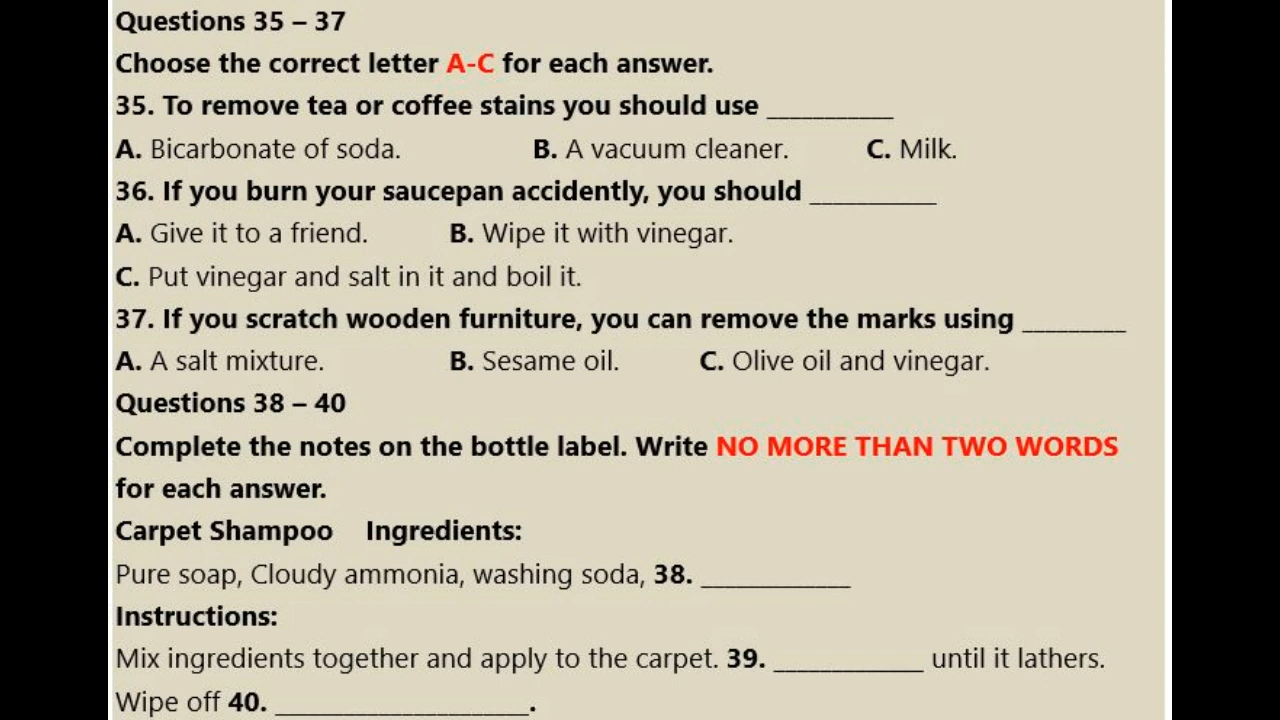 Questions 35 – 37
Choose the correct letter A-C for each answer.
35. To remove tea or coffee stains you should use ___________
A. Bicarbonate of soda. B. A vacuum cleaner. C. Milk.
36. If you burn your saucepan accidently, you should ___________
A. Give it to a friend. B. Wipe it with vinegar.
C. Put vinegar and salt in it and boil it.
37. If you scratch wooden furniture, you can remove the marks using _________
A. A salt mixture. B. Sesame oil. C. Olive oil and vinegar.
Questions 38 – 40
Complete the notes on the bottle label. Write NO MORE THAN TWO WORDS
for each answer.
Carpet Shampoo Ingredients:
Pure soap, Cloudy ammonia, washing soda, 38. _____________
Instructions:
Mix ingredients together and apply to the carpet. 39. _____________ until it lathers.
Wipe off 40. ______________________.